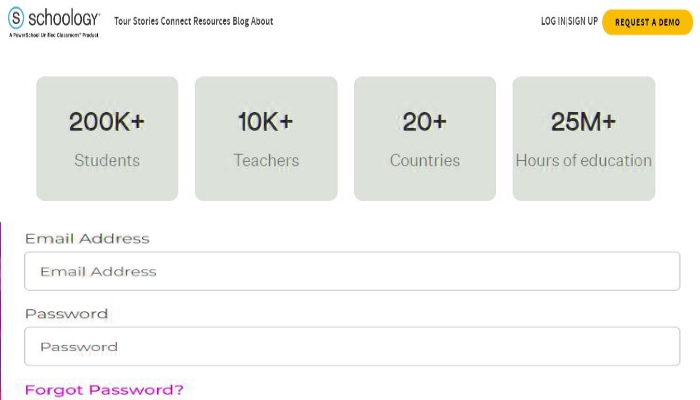 schoology®
A PowerSchool Unified Classroom™ Product
Tour Stories Connect Resources Blog About
LOG IN|SIGN UP
REQUEST A DEMO
200K+
Students
10K+
Teachers
20+
Countries
25M+
Hours of education
Email Address
Email Address
Password
Password
Forgot Password?